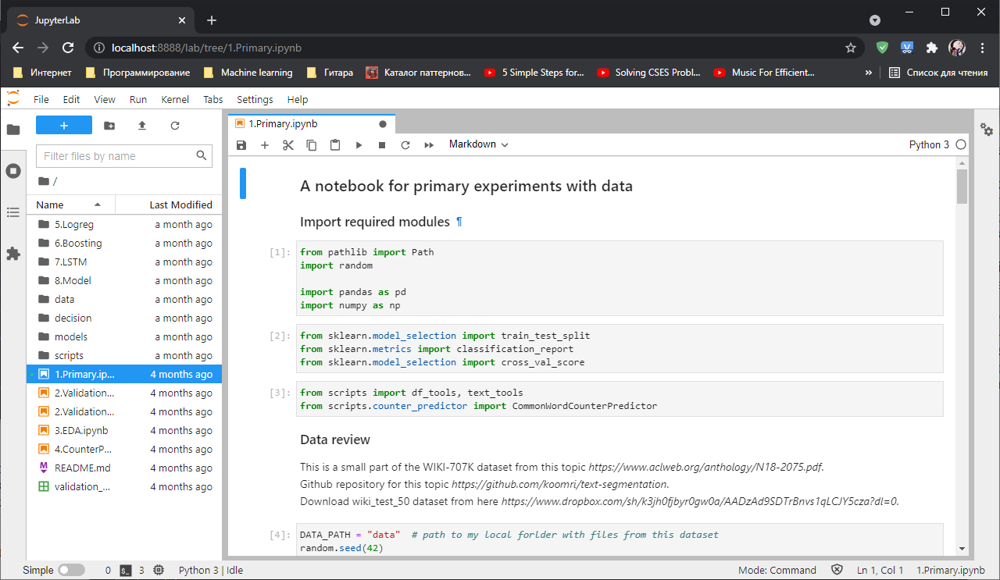 JupyterLab
localhost:8888/lab/tree/1.Primary.ipynb
Интернет Программирование Machine learning Гитара Каталог паттернов... 5 Simple Steps for... Solving CSES Probl... Music For Efficient... » Список для чтения
File Edit View Run Kernel Tabs Settings Help
Filter files by name
/
Name Last Modified
5.Logreg a month ago
6.Boosting a month ago
7.LSTM a month ago
8.Model a month ago
data a month ago
decision a month ago
models a month ago
scripts a month ago
1.Primary.ip... 4 months ago
2.Validation... 4 months ago
2.Validation... 4 months ago
3.EDA.ipynb 4 months ago
4.CounterP... 4 months ago
README.md 4 months ago
validation_... 4 months ago
1.Primary.ipynb
Markdown Python 3
A notebook for primary experiments with data
Import required modules ¶
[1]: from pathlib import Path
import random
import pandas as pd
import numpy as np
[2]: from sklearn.model_selection import train_test_split
from sklearn.metrics import classification_report
from sklearn.model_selection import cross_val_score
[3]: from scripts import df_tools, text_tools
from scripts.counter_predictor import CommonWordCounterPredictor
Data review
This is a small part of the WIKI-707K dataset from this topic https://www.aclweb.org/anthology/N18-2075.pdf.
Github repository for this topic https://github.com/koomri/text-segmentation.
Download wiki_test_50 dataset from here https://www.dropbox.com/sh/k3jh0fjbyr0gw0a/AADzAd9SDTrBnvs1qLCJY5cza?dl=0.
[4]: DATA_PATH = "data" # path to my local forlder with files from this dataset
random.seed(42)
Simple 0 $_ 3 Python 3 | Idle Mode: Command Ln 1, Col 1 1.Primary.ipynb